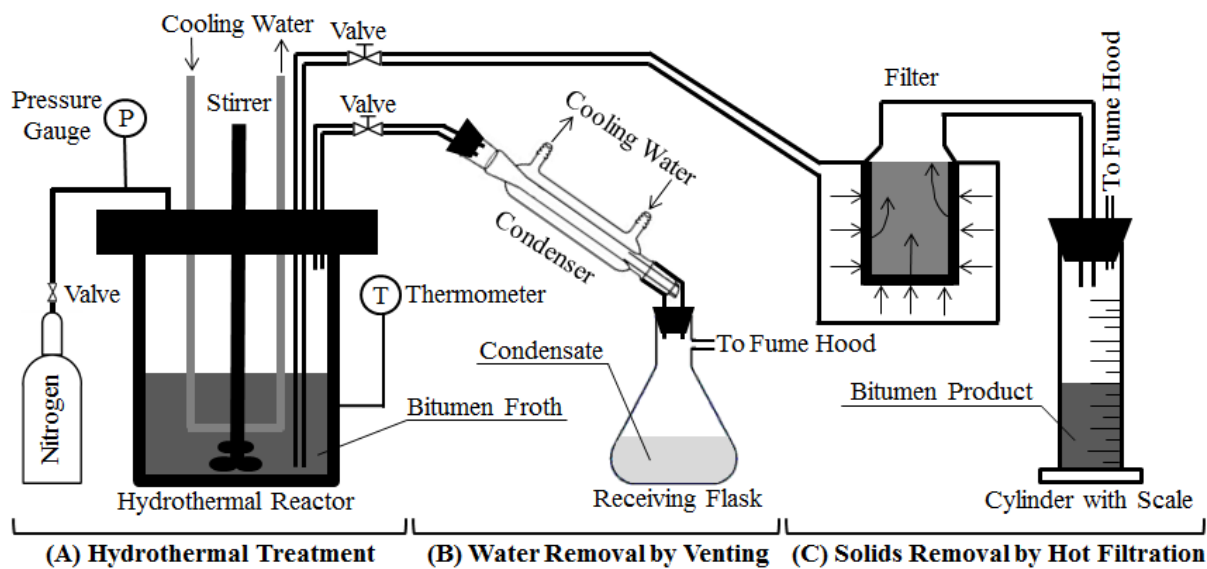 Cooling Water
Valve
Pressure
Gauge
P
Stirrer
Valve
Cooling Water
Filter
To Fume Hood
Condenser
Valve
T
Thermometer
To Fume Hood
Nitrogen
Bitumen Froth
Condensate
Bitumen Product
Hydrothermal Reactor
Receiving Flask
Cylinder with Scale
(A) Hydrothermal Treatment
(B) Water Removal by Venting
(C) Solids Removal by Hot Filtration